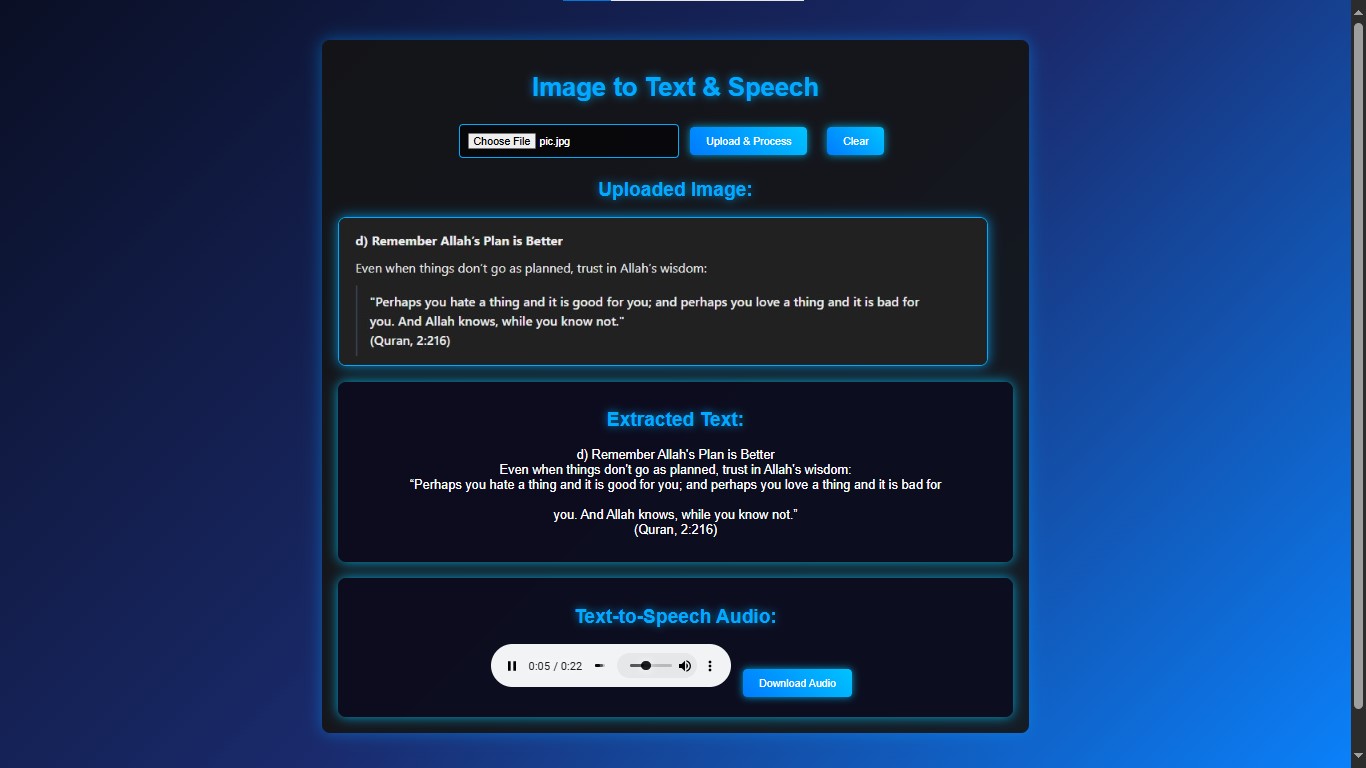 Image to Text & Speech
Choose File pic.jpg
Upload & Process
Clear
Uploaded Image:
d) Remember Allah's Plan is Better
Even when things don't go as planned, trust in Allah's wisdom:
"Perhaps you hate a thing and it is good for you; and perhaps you love a thing and it is bad for
you. And Allah knows, while you know not."
(Quran, 2:216)
Extracted Text:
d) Remember Allah's Plan is Better
Even when things don't go as planned, trust in Allah's wisdom:
“Perhaps you hate a thing and it is good for you; and perhaps you love a thing and it is bad for
you. And Allah knows, while you know not.”
(Quran, 2:216)
Text-to-Speech Audio:
0:05 / 0:22
Download Audio